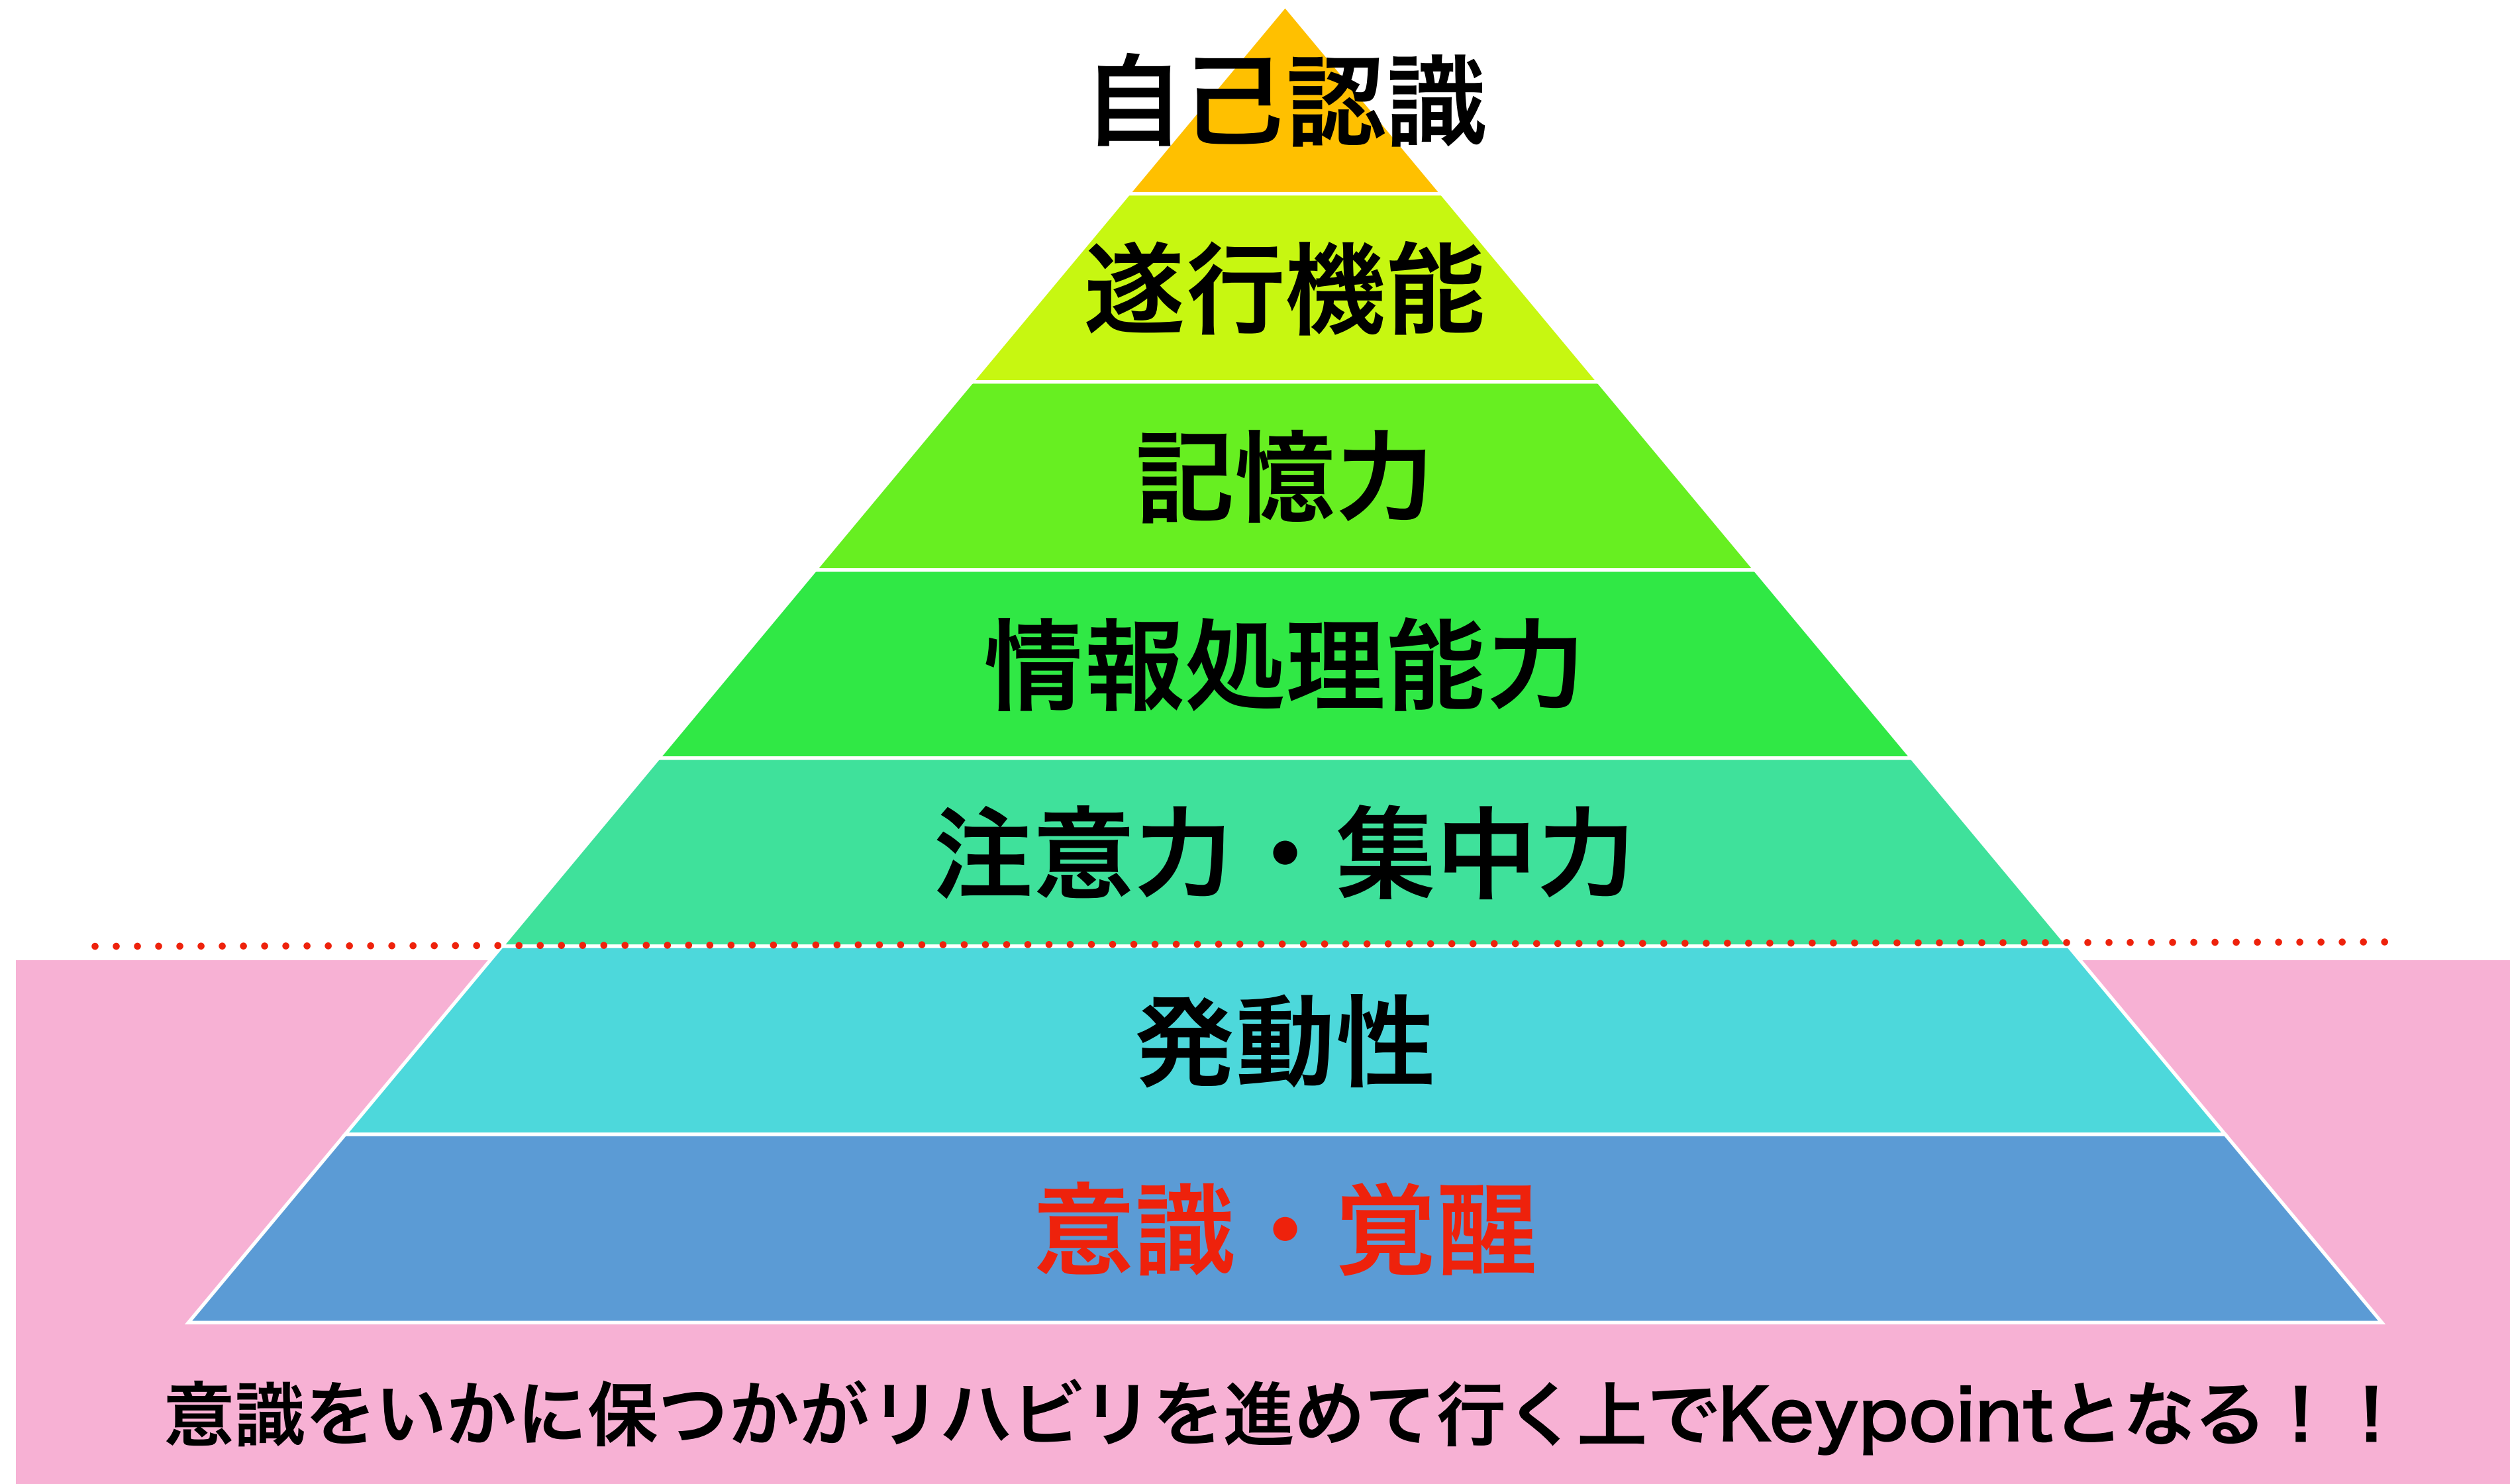 自己認識
遂行機能
記憶力
情報処理能力
注意力・集中力
発動性
意識・覚醒
意識をいかに保つかがリハビリを進めて行く上でKeypointとなる！！